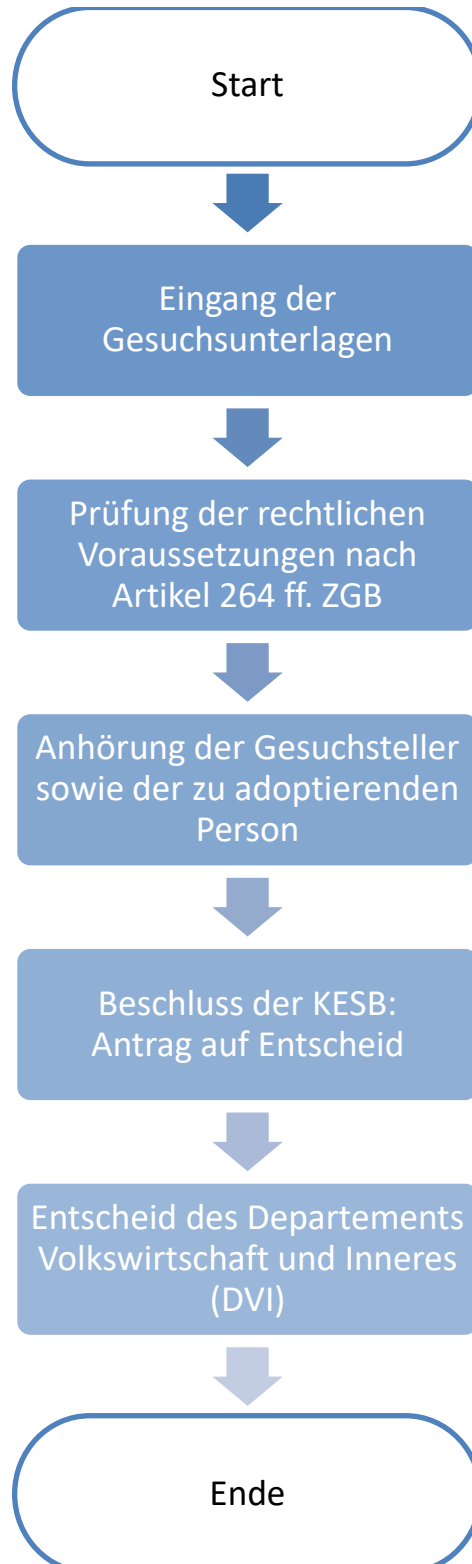 Start
Eingang der
Gesuchsunterlagen
Prüfung der rechtlichen
Voraussetzungen nach
Artikel 264 ff. ZGB
Anhörung der Gesuchsteller
sowie der zu adoptierenden
Person
Beschluss der KESB:
Antrag auf Entscheid
Entscheid des Departements
Volkswirtschaft und Inneres
(DVI)
Ende